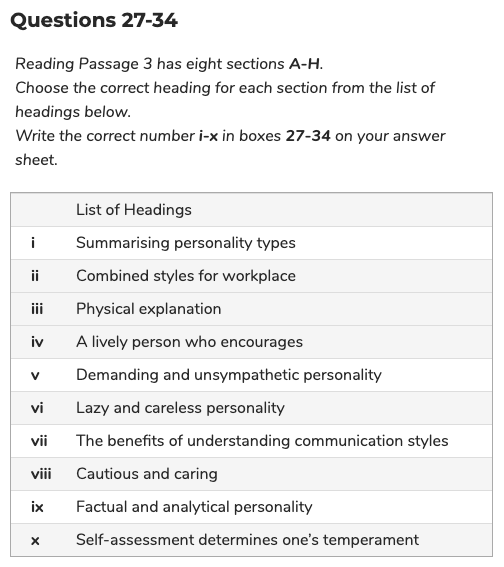 Questions 27-34
Reading Passage 3 has eight sections A-H.
Choose the correct heading for each section from the list of
headings below.
Write the correct number i-x in boxes 27-34 on your answer
sheet.
List of Headings
i Summarising personality types
ii Combined styles for workplace
iii Physical explanation
iv A lively person who encourages
v Demanding and unsympathetic personality
vi Lazy and careless personality
vii The benefits of understanding communication styles
viii Cautious and caring
ix Factual and analytical personality
x Self-assessment determines one's temperament